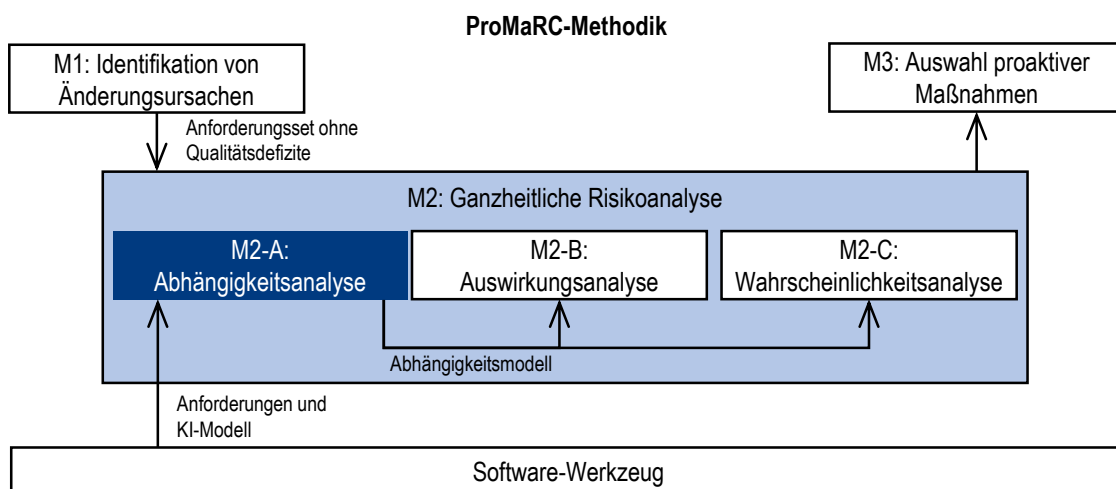 ProMaRC-Methodik
M1: Identifikation von
Änderungsursachen
M3: Auswahl proaktiver
Maßnahmen
Anforderungsset ohne
Qualitätsdefizite
M2: Ganzheitliche Risikoanalyse
M2-A:
Abhängigkeitsanalyse
M2-B:
Auswirkungsanalyse
M2-C:
Wahrscheinlichkeitsanalyse
Abhängigkeitsmodell
Anforderungen und
KI-Modell
Software-Werkzeug